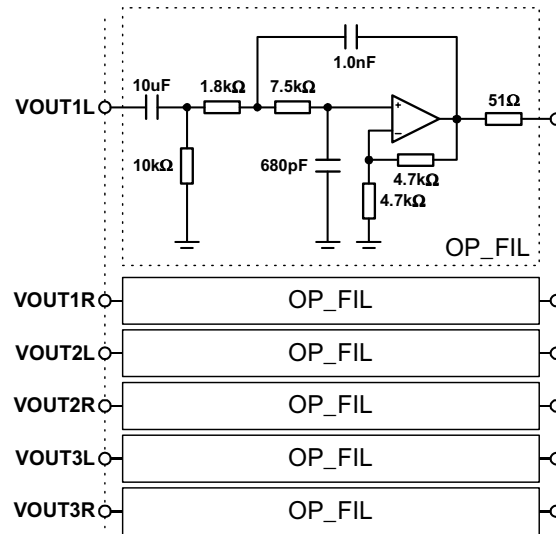 1.0nF
10uF
1.8kΩ
7.5kΩ
VOUT1L
+
−
51Ω
10kΩ
680pF
4.7kΩ
4.7kΩ
OP_FIL
VOUT1R
OP_FIL
VOUT2L
OP_FIL
VOUT2R
OP_FIL
VOUT3L
OP_FIL
VOUT3R
OP_FIL